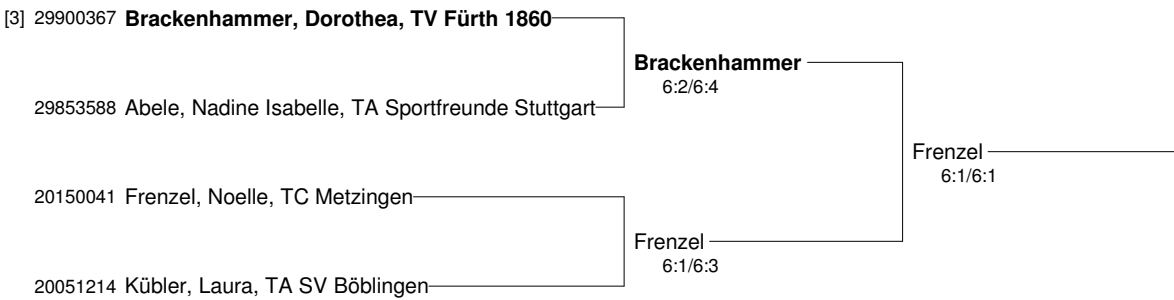 [3] 29900367 Brackenhammer, Dorothea, TV Fürth 1860
Brackenhammer
6:2/6:4
29853588 Abele, Nadine Isabelle, TA Sportfreunde Stuttgart
Frenzel
6:1/6:1
20150041 Frenzel, Noelle, TC Metzingen
Frenzel
6:1/6:3
20051214 Kübler, Laura, TA SV Böblingen